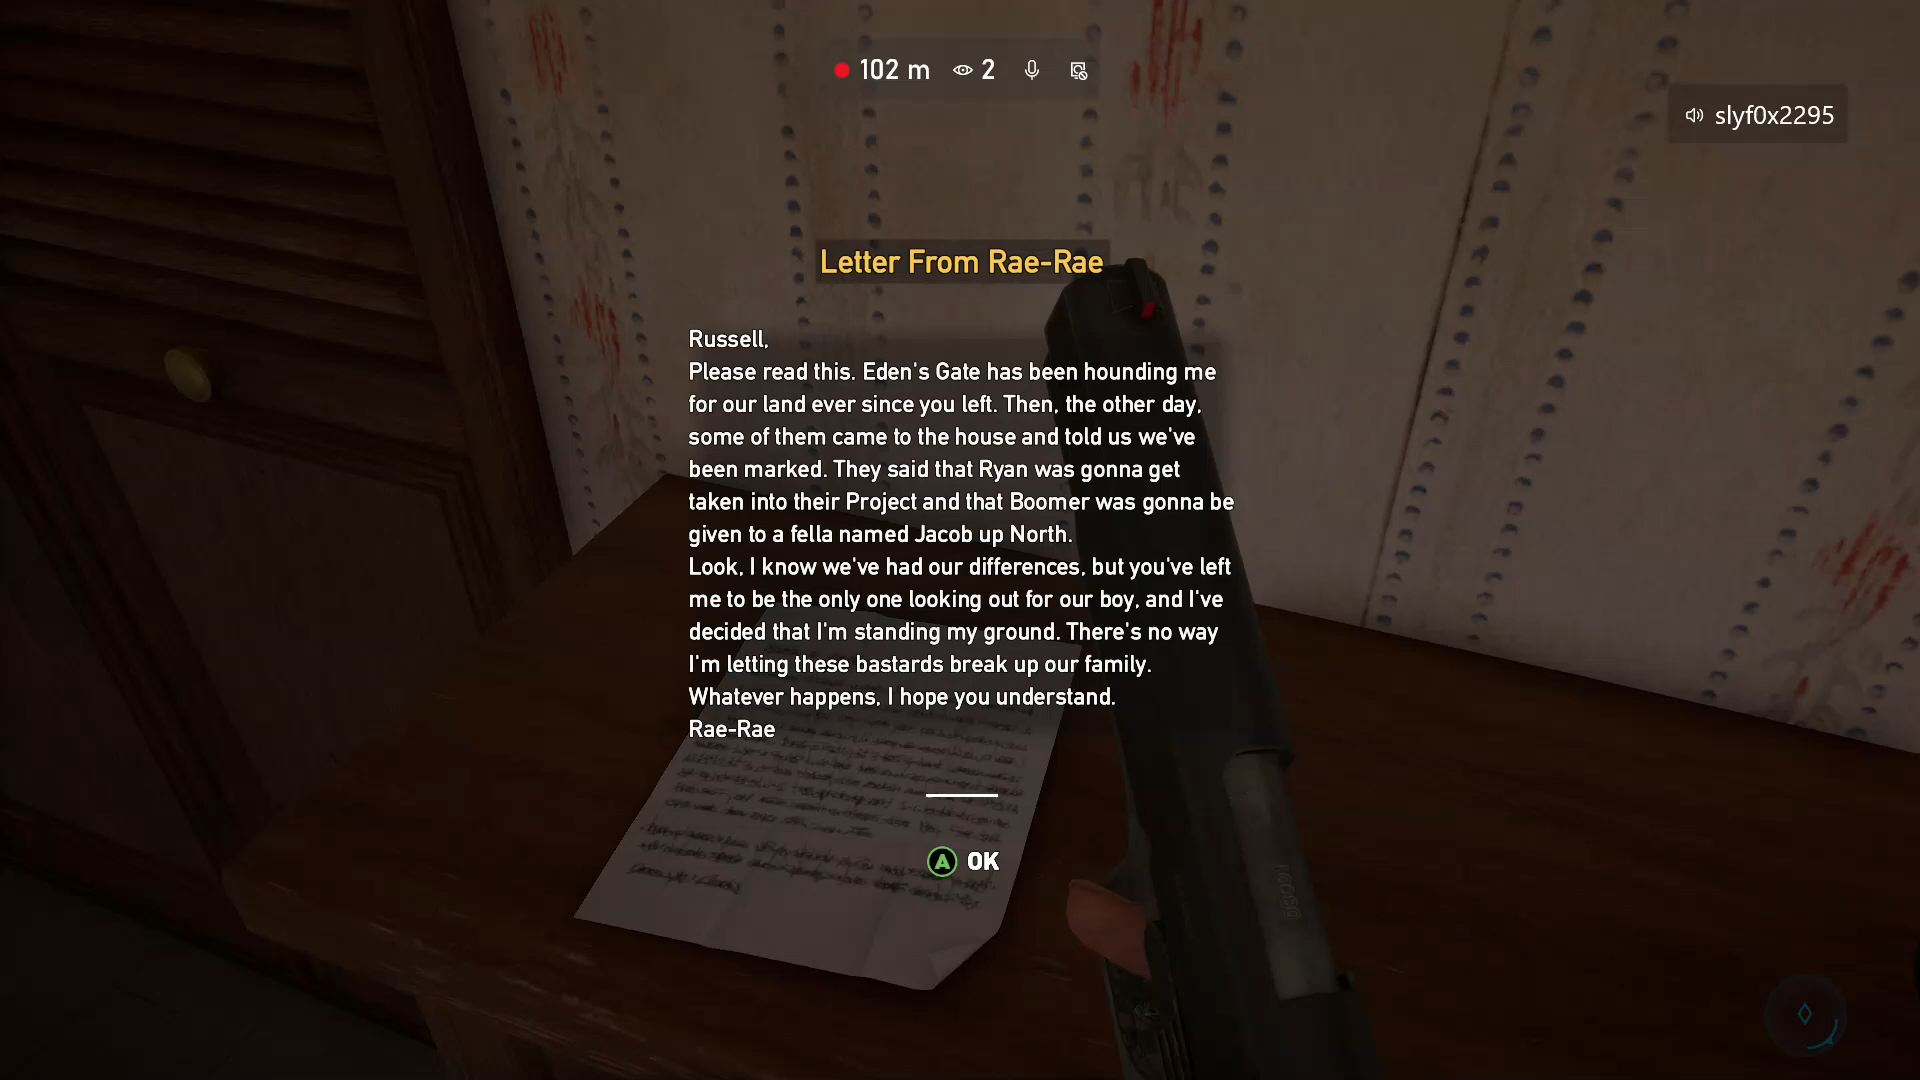 102 m 2
slyf0x2295
Letter From Rae-Rae
Russell,
Please read this. Eden's Gate has been hounding me
for our land ever since you left. Then, the other day,
some of them came to the house and told us we've
been marked. They said that Ryan was gonna get
taken into their Project and that Boomer was gonna be
given to a fella named Jacob up North.
Look, I know we've had our differences, but you've left
me to be the only one looking out for our boy, and I've
decided that I'm standing my ground. There's no way
I'm letting these bastards break up our family.
Whatever happens, I hope you understand.
Rae-Rae
A OK